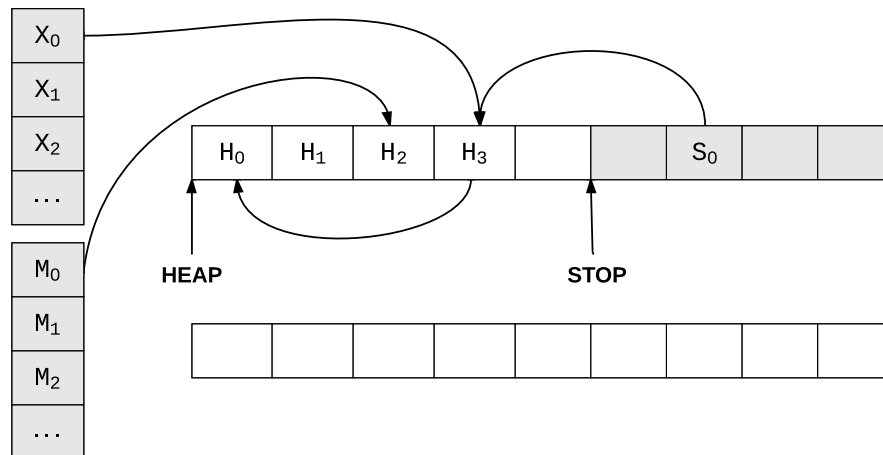 X₀
X₁
X₂
...
M₀
M₁
M₂
...
H₀ H₁ H₂ H₃ S₀
HEAP STOP